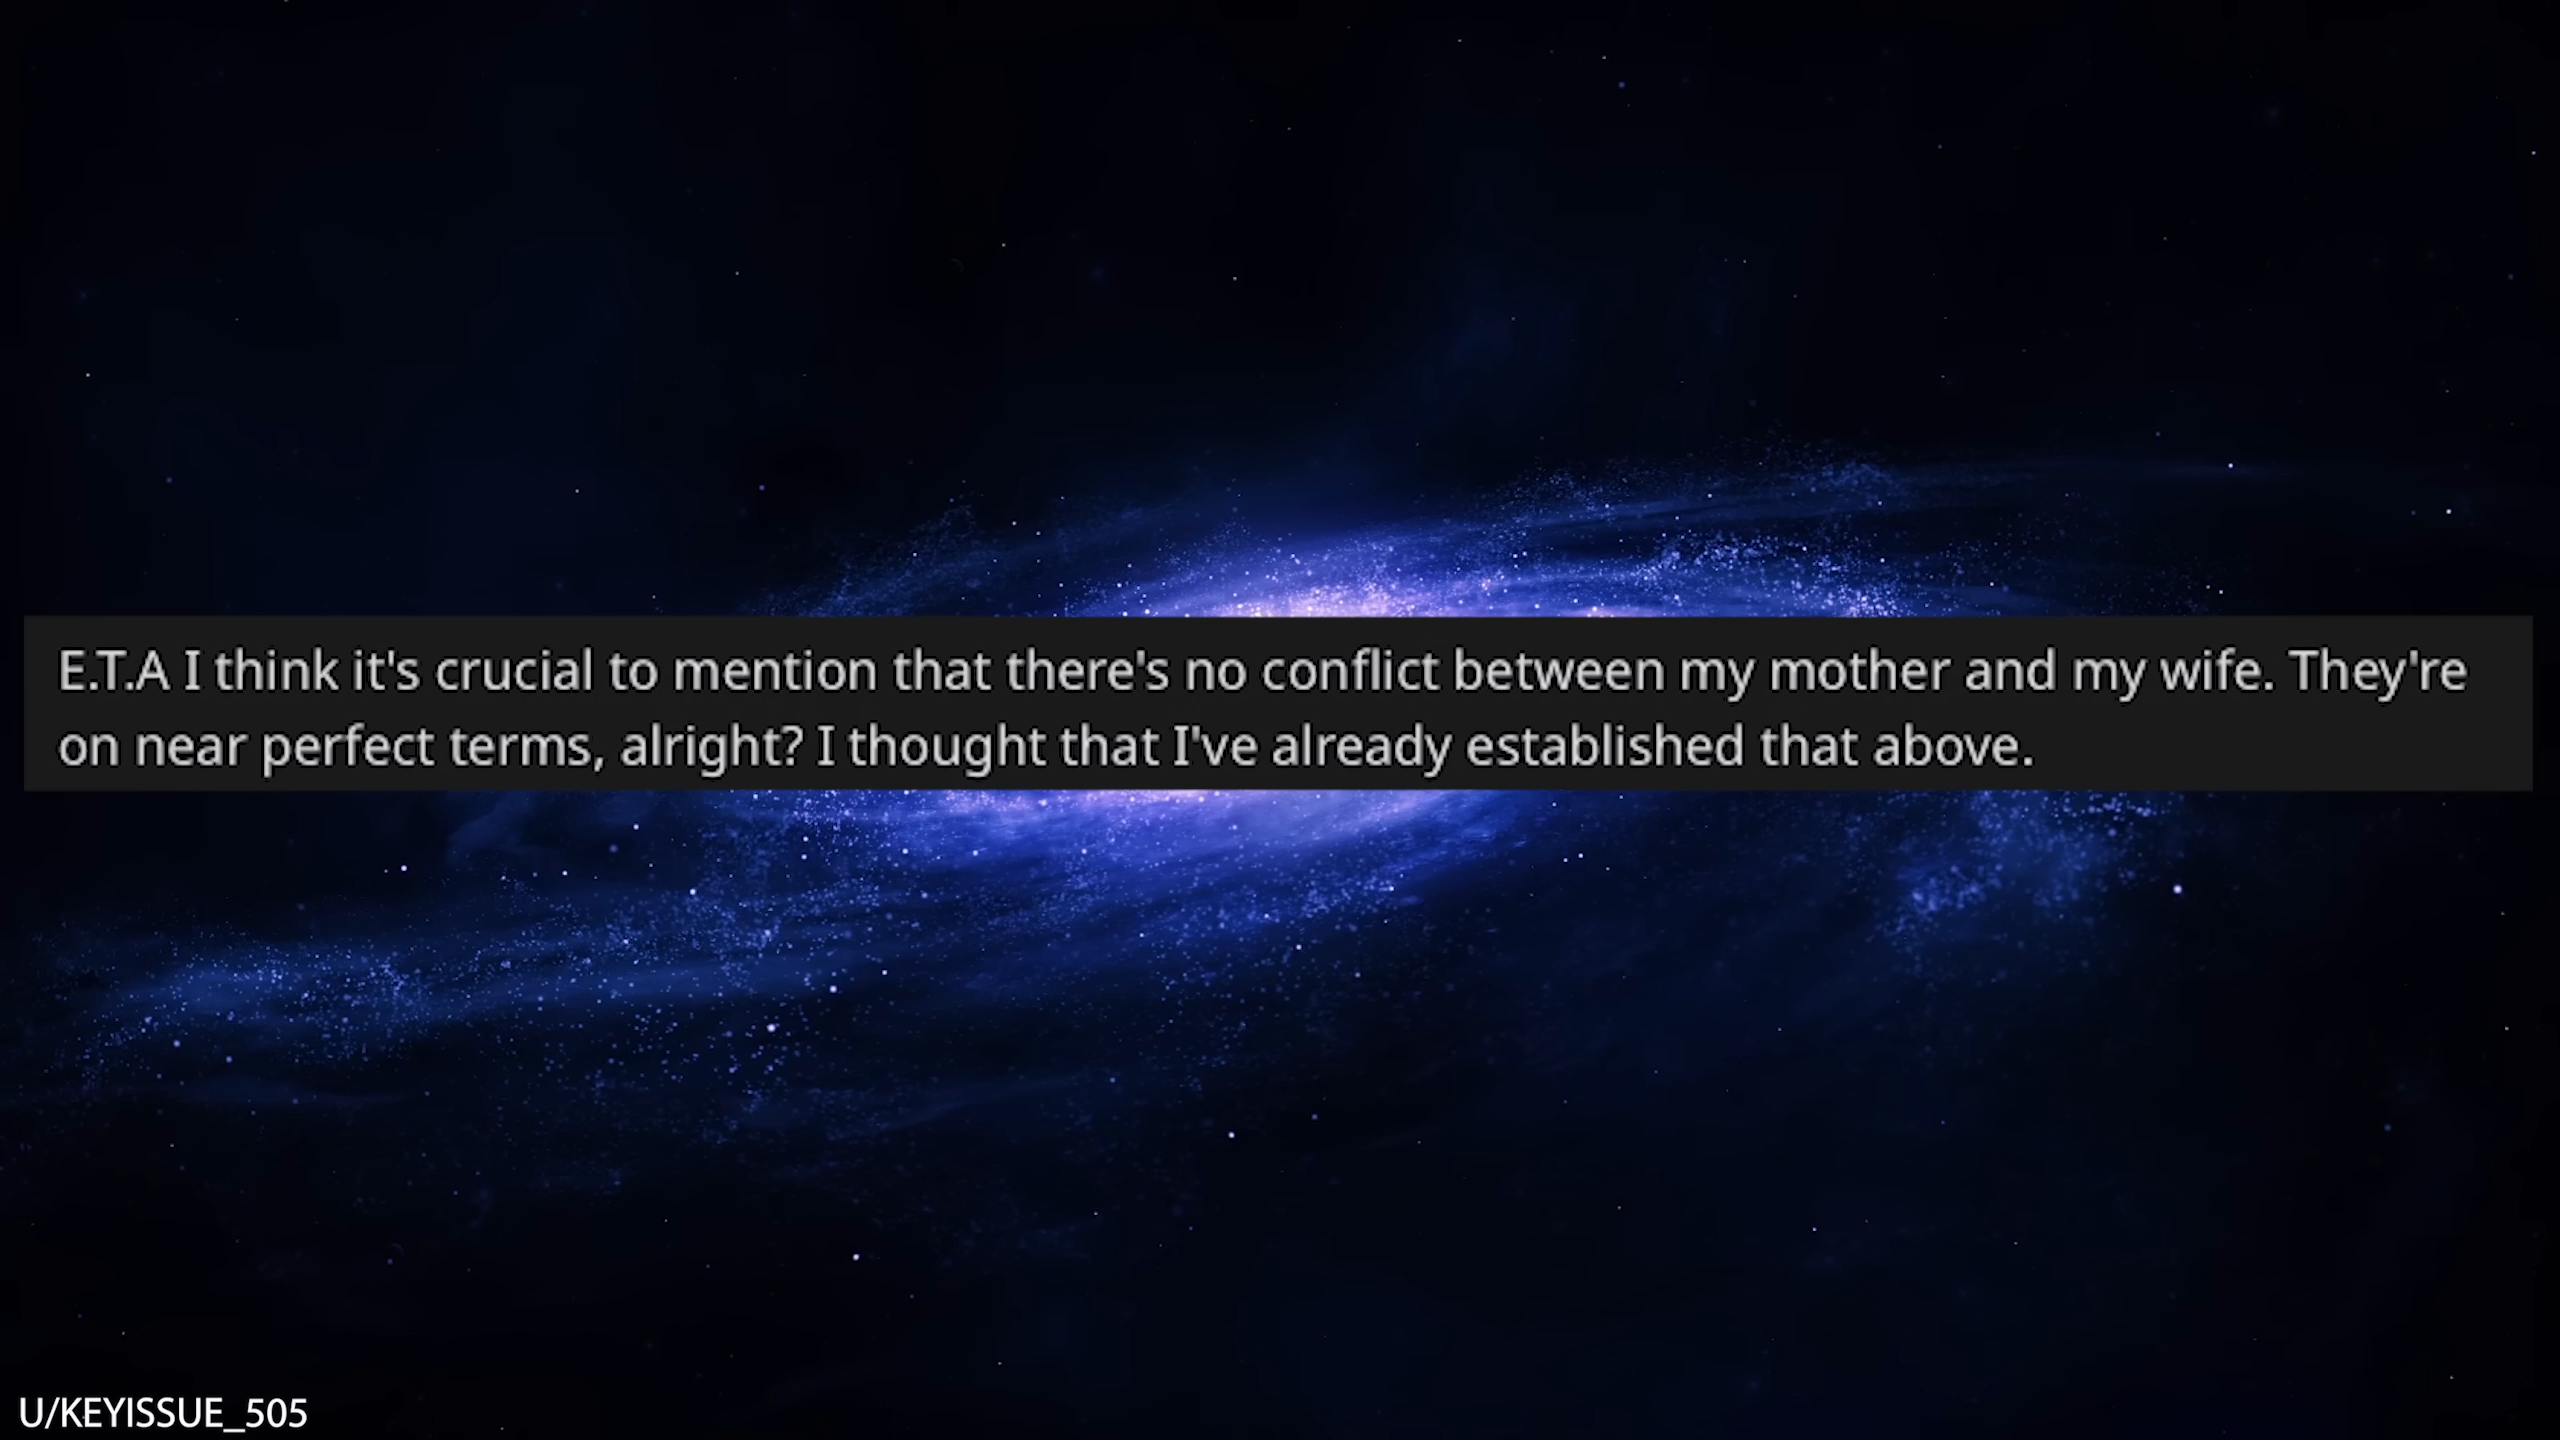 E.T.A I think it's crucial to mention that there's no conflict between my mother and my wife. They're
on near perfect terms, alright? I thought that I've already established that above.
U/KEYISSUE_505